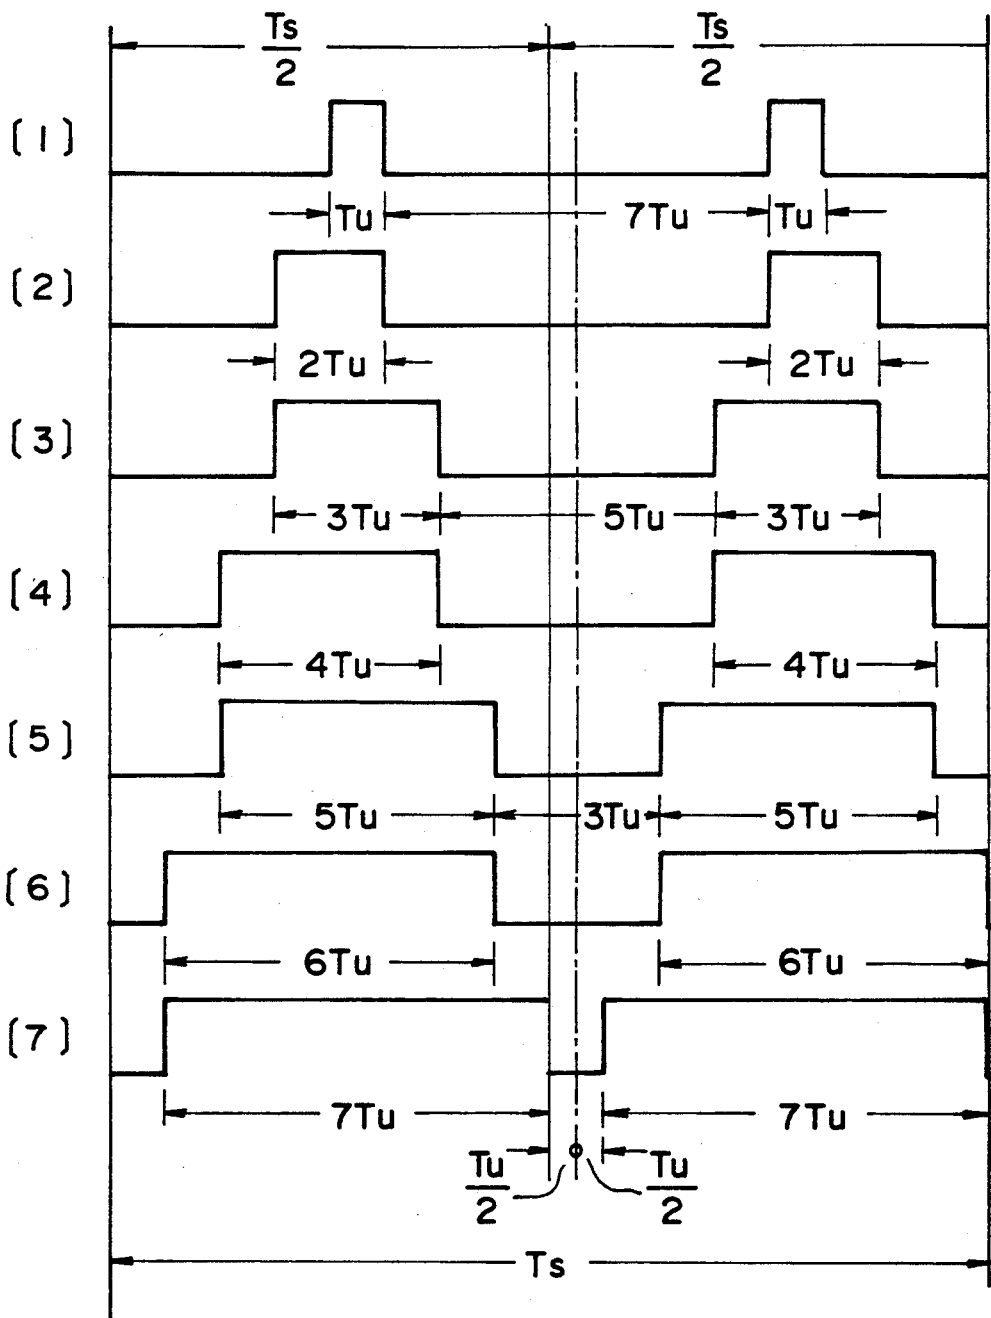 Ts/2 Ts/2
[1]
Tu 7Tu Tu
[2]
2Tu 2Tu
[3]
3Tu 5Tu 3Tu
[4]
4Tu 4Tu
[5]
5Tu 3Tu 5Tu
[6]
6Tu 6Tu
[7]
7Tu 7Tu
Tu/2 Tu/2
Ts